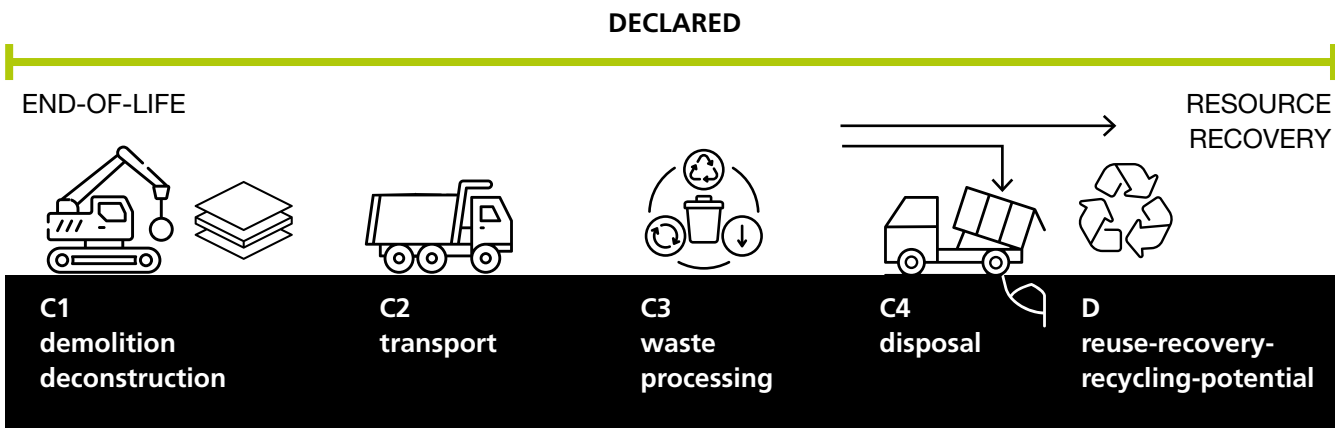 DECLARED
END-OF-LIFE
RESOURCE
RECOVERY
C1
demolition
deconstruction
C2
transport
C3
waste
processing
C4
disposal
D
reuse-recovery-
recycling-potential